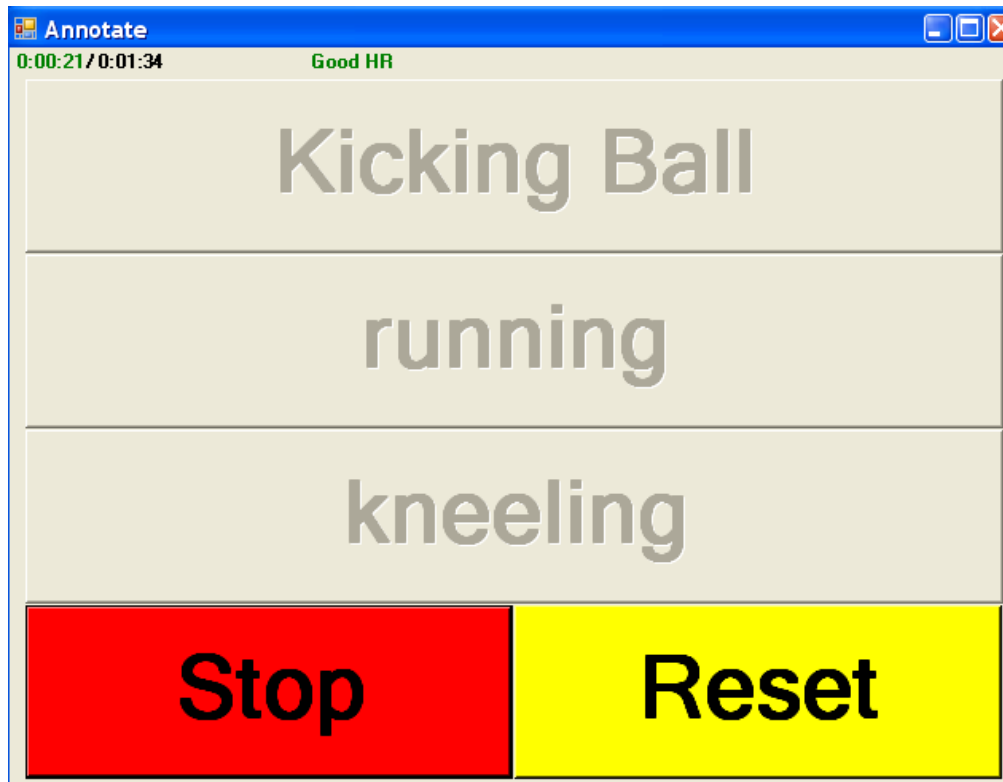 Annotate
0:00:21/0:01:34 Good HR
Kicking Ball
running
kneeling
Stop Reset